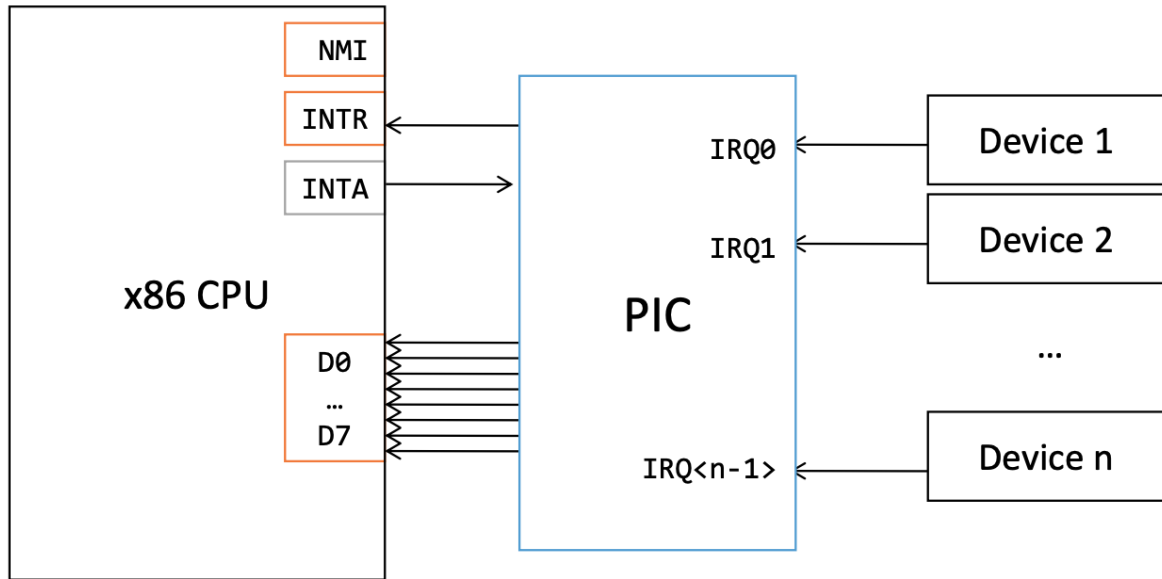 NMI
INTR
INTA
x86 CPU
D0
…
D7
PIC
IRQ0
IRQ1
IRQ<n-1>
Device 1
Device 2
…
Device n